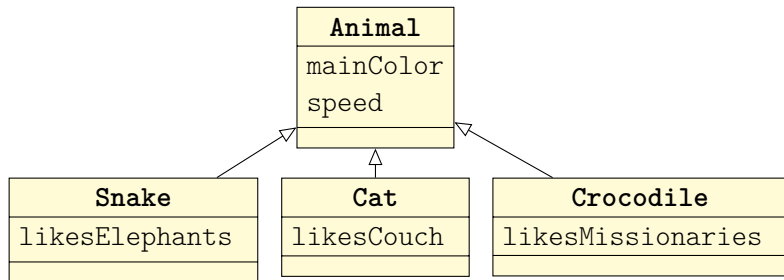 Animal
mainColor
speed
Snake
likesElephants
Cat
likesCouch
Crocodile
likesMissionaries